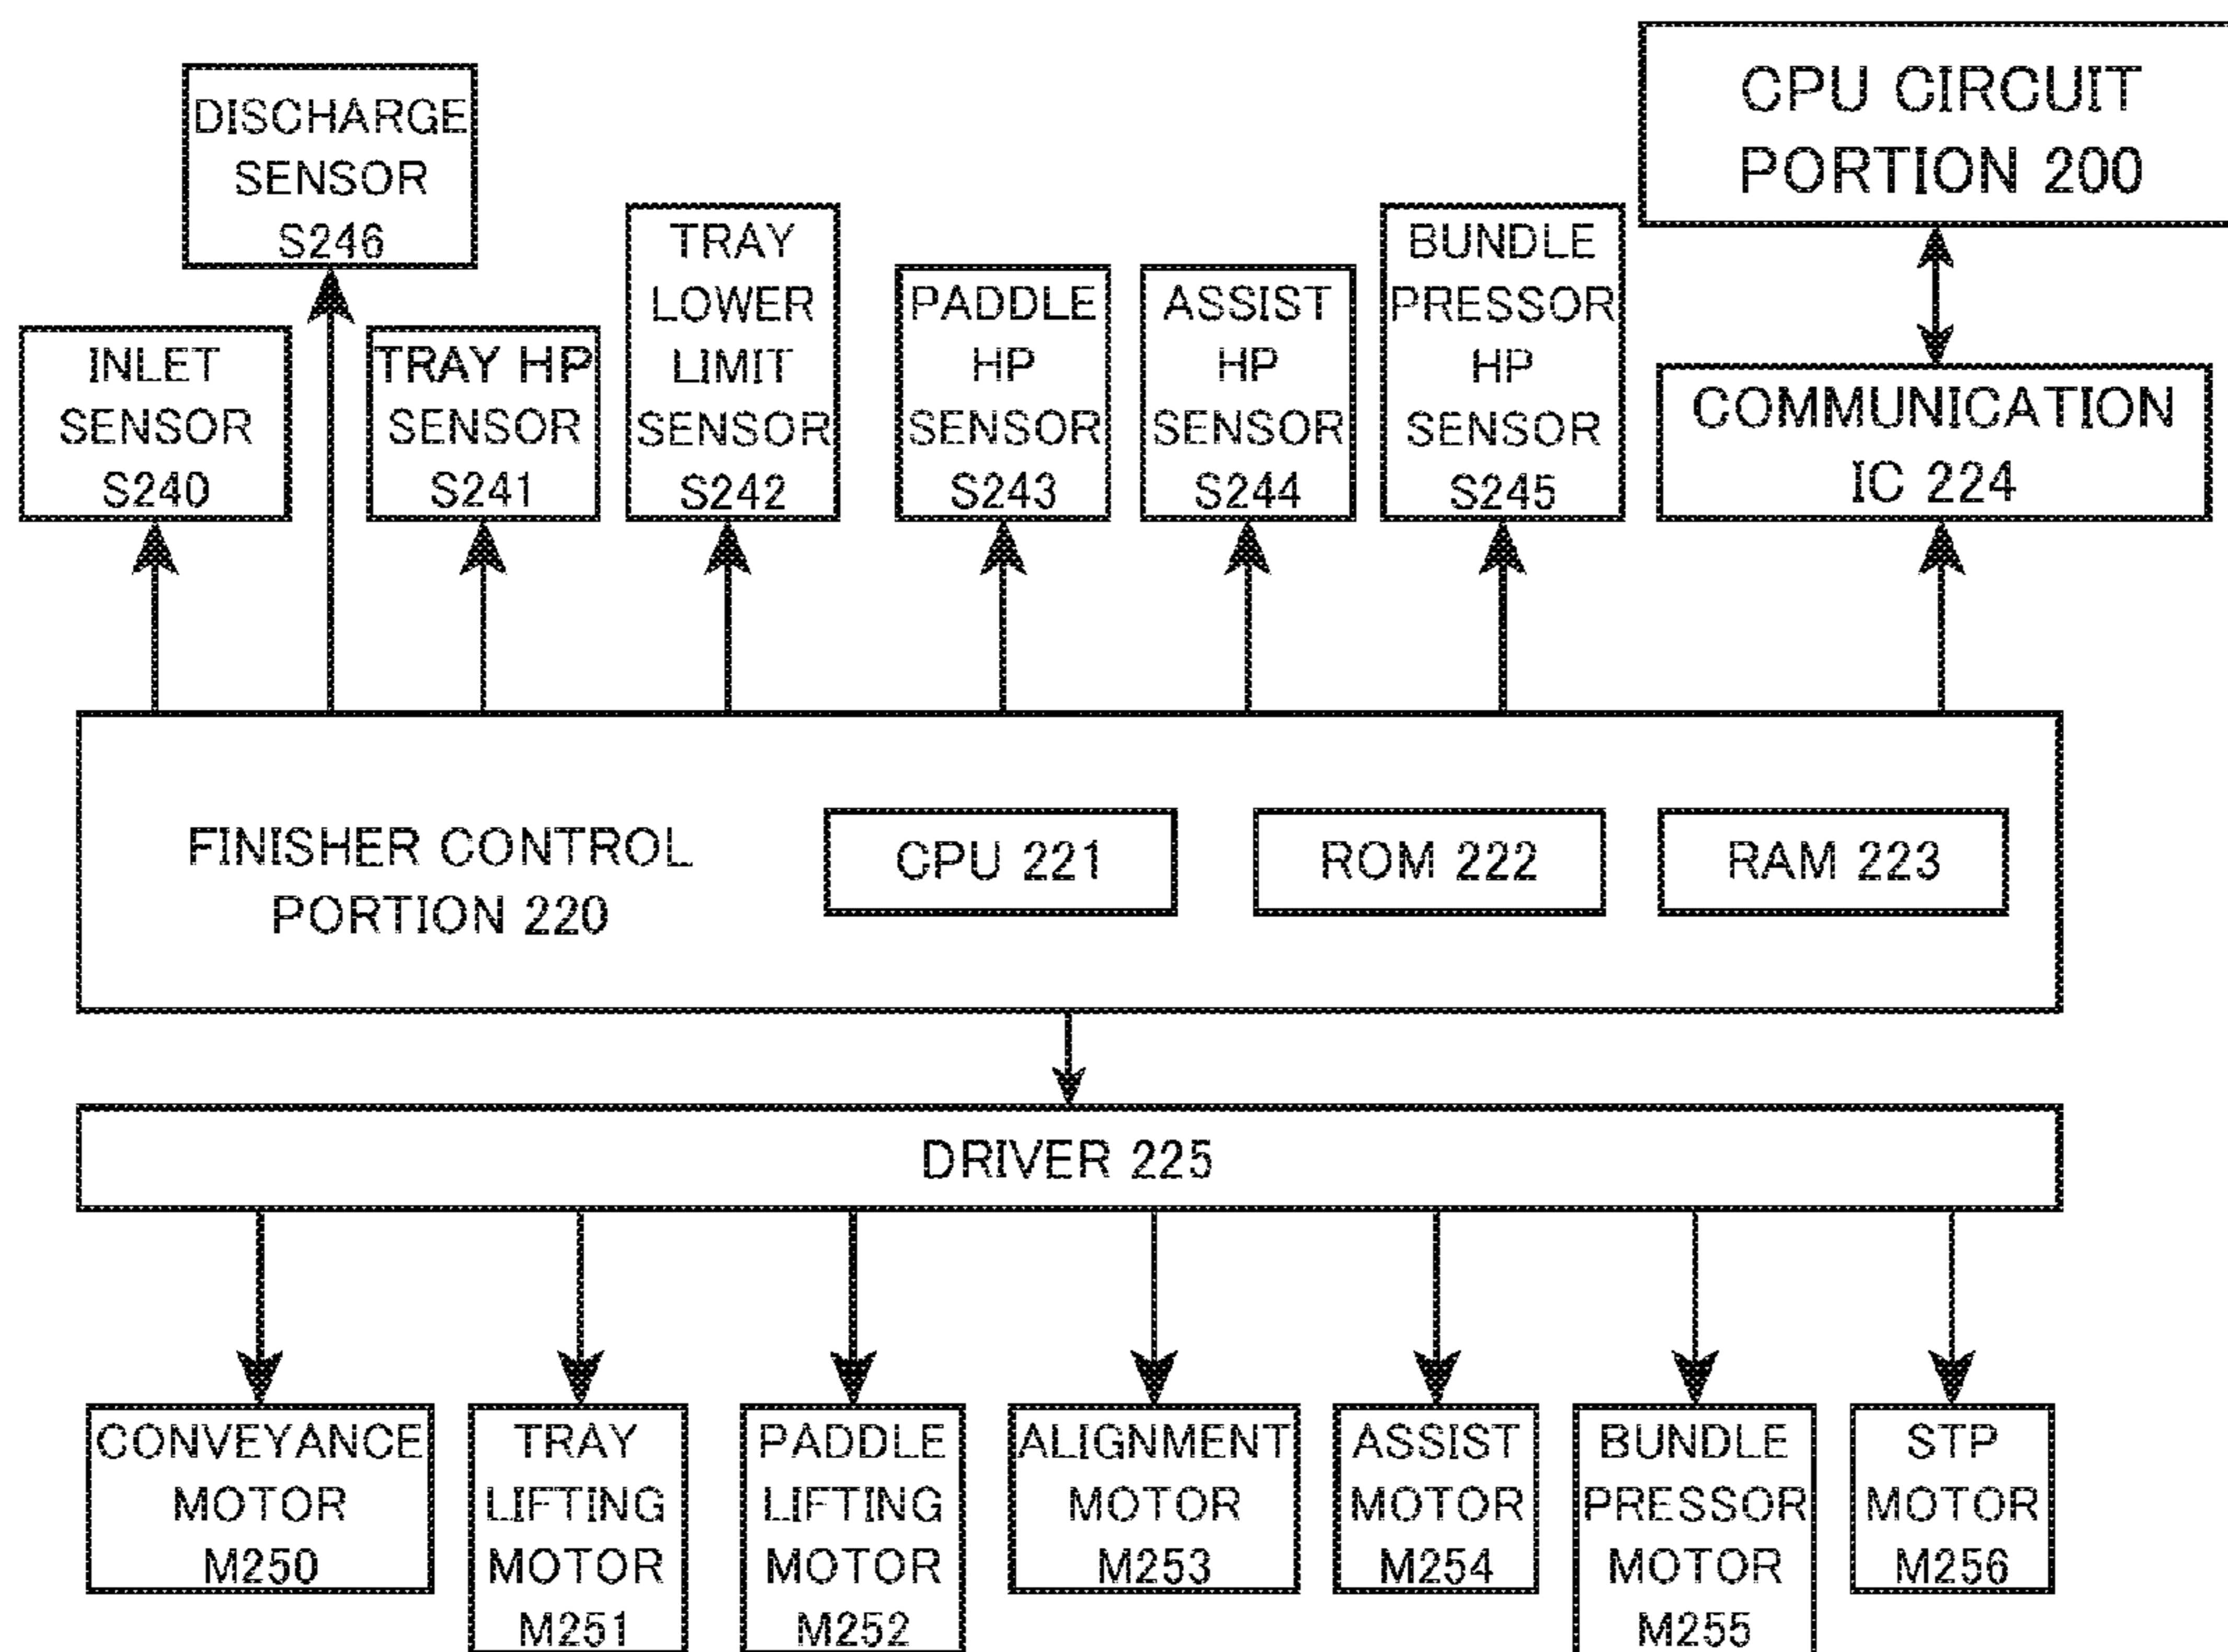 DISCHARGE
SENSOR
S246
CPU CIRCUIT
PORTION 200
INLET
SENSOR
S240
TRAY HP
SENSOR
S241
TRAY
LOWER
LIMIT
SENSOR
S242
PADDLE
HP
SENSOR
S243
ASSIST
HP
SENSOR
S244
BUNDLE
PRESSOR
HP
SENSOR
S245
COMMUNICATION
IC 224
FINISHER CONTROL
PORTION 220
CPU 221
ROM 222
RAM 223
DRIVER 225
CONVEYANCE
MOTOR
M250
TRAY
LIFTING
MOTOR
M251
PADDLE
LIFTING
MOTOR
M252
ALIGNMENT
MOTOR
M253
ASSIST
MOTOR
M254
BUNDLE
PRESSOR
MOTOR
M255
STP
MOTOR
M256